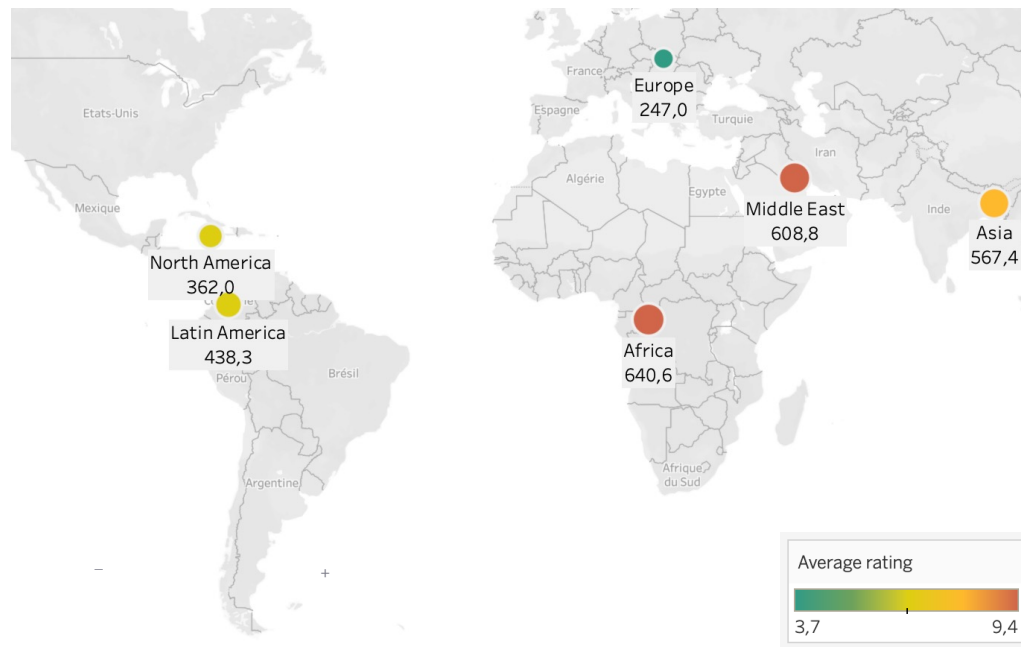 France
Europe
247,0
Etats-Unis
Espagne
Turquie
Iran
Algérie
Egypte
Mexique
Middle East
608,8
Inde
Asia
567,4
North America
362,0
Latin America
438,3
Africa
640,6
Pérou
Brésil
Afrique
du Sud
Argentine
−
+
Average rating
3,7
9,4